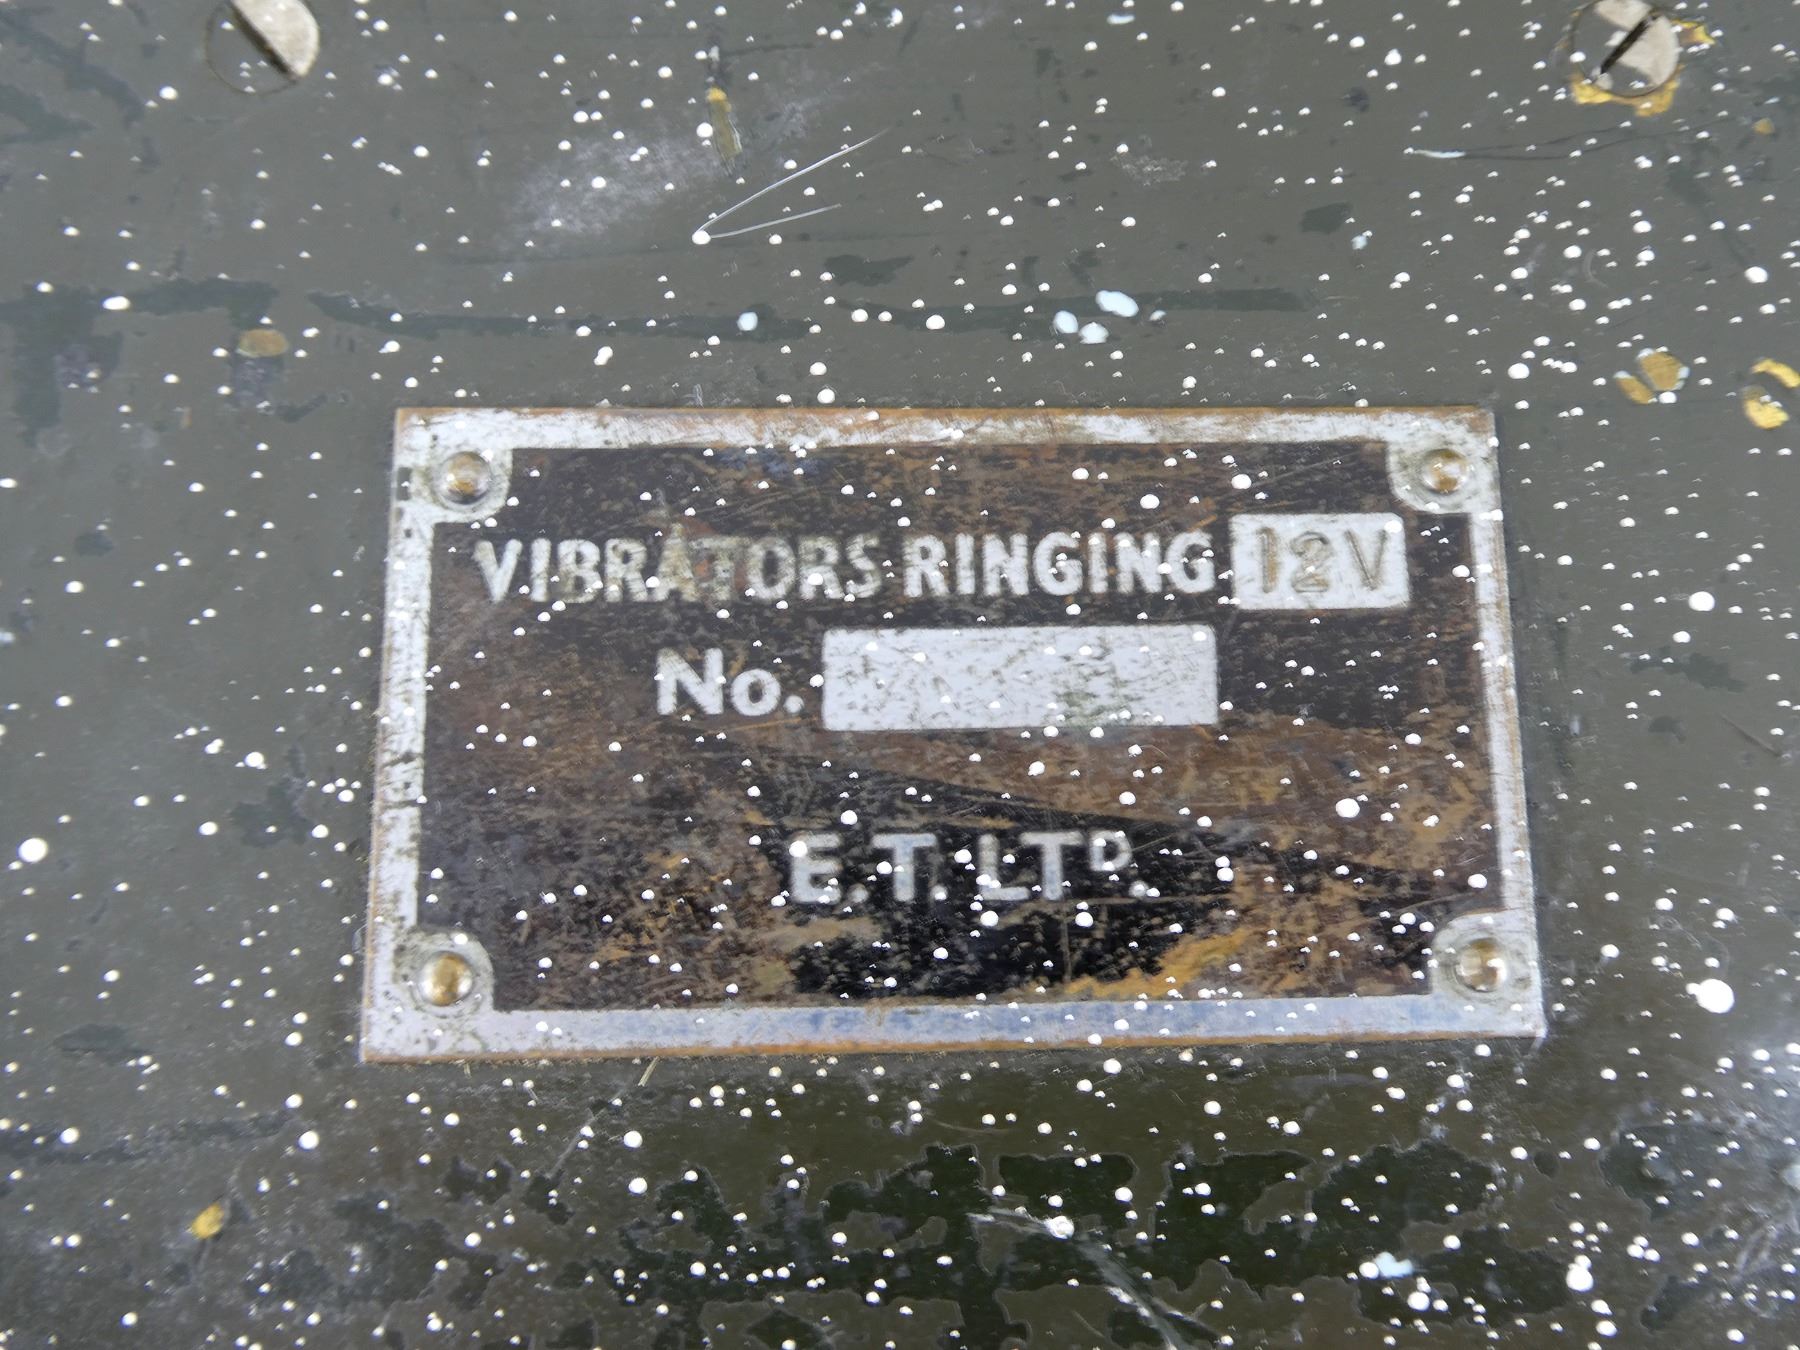 VIBRATORS RINGING 12V
No.
E.T. LTD.